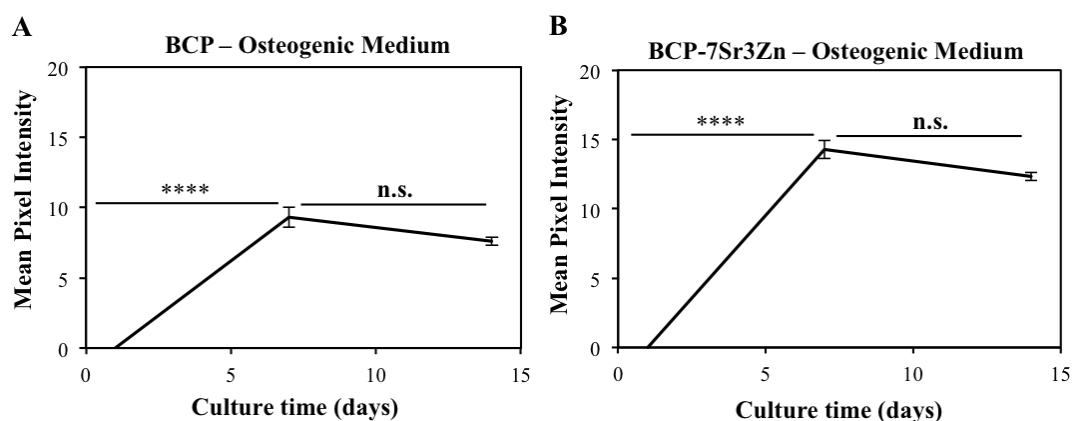 A
BCP – Osteogenic Medium
Mean Pixel Intensity
20
15
10
5
0
****
n.s.
0
5
10
15
Culture time (days)
B
BCP-7Sr3Zn – Osteogenic Medium
Mean Pixel Intensity
20
15
10
5
0
****
n.s.
0
5
10
15
Culture time (days)